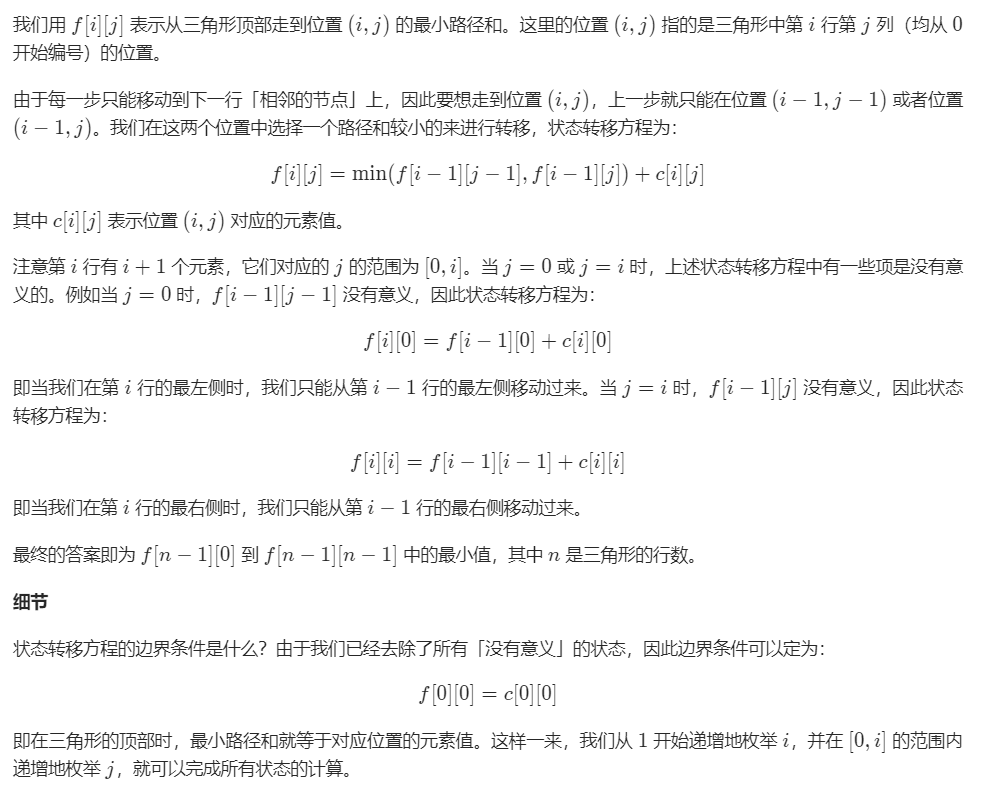 我们用 f[i][j] 表示从三角形顶部走到位置 (i, j) 的最小路径和。这里的位置 (i, j) 指的是三角形中第 i 行第 j 列（均从 0
开始编号）的位置。
由于每一步只能移动到下一行「相邻的节点」上，因此要想走到位置 (i, j)，上一步就只能在位置 (i − 1, j − 1) 或者位置
(i − 1, j)。我们在这两个位置中选择一个路径和较小的来进行转移，状态转移方程为：
f[i][j] = min(f[i − 1][j − 1], f[i − 1][j]) + c[i][j]
其中 c[i][j] 表示位置 (i, j) 对应的元素值。
注意第 i 行有 i + 1 个元素，它们对应的 j 的范围为 [0, i]。当 j = 0 或 j = i 时，上述状态转移方程中有一些项是没有意
义的。例如当 j = 0 时，f[i − 1][j − 1] 没有意义，因此状态转移方程为：
f[i][0] = f[i − 1][0] + c[i][0]
即当我们在第 i 行的最左侧时，我们只能从第 i − 1 行的最左侧移动过来。当 j = i 时，f[i − 1][j] 没有意义，因此状态
转移方程为：
f[i][i] = f[i − 1][i − 1] + c[i][i]
即当我们在第 i 行的最右侧时，我们只能从第 i − 1 行的最右侧移动过来。
最终的答案即为 f[n − 1][0] 到 f[n − 1][n − 1] 中的最小值，其中 n 是三角形的行数。
细节
状态转移方程的边界条件是什么？由于我们已经去除了所有「没有意义」的状态，因此边界条件可以定为：
f[0][0] = c[0][0]
即在三角形的顶部时，最小路径和就等于对应位置的元素值。这样一来，我们从 1 开始递增地枚举 i，并在 [0, i] 的范围内
递增地枚举 j，就可以完成所有状态的计算。